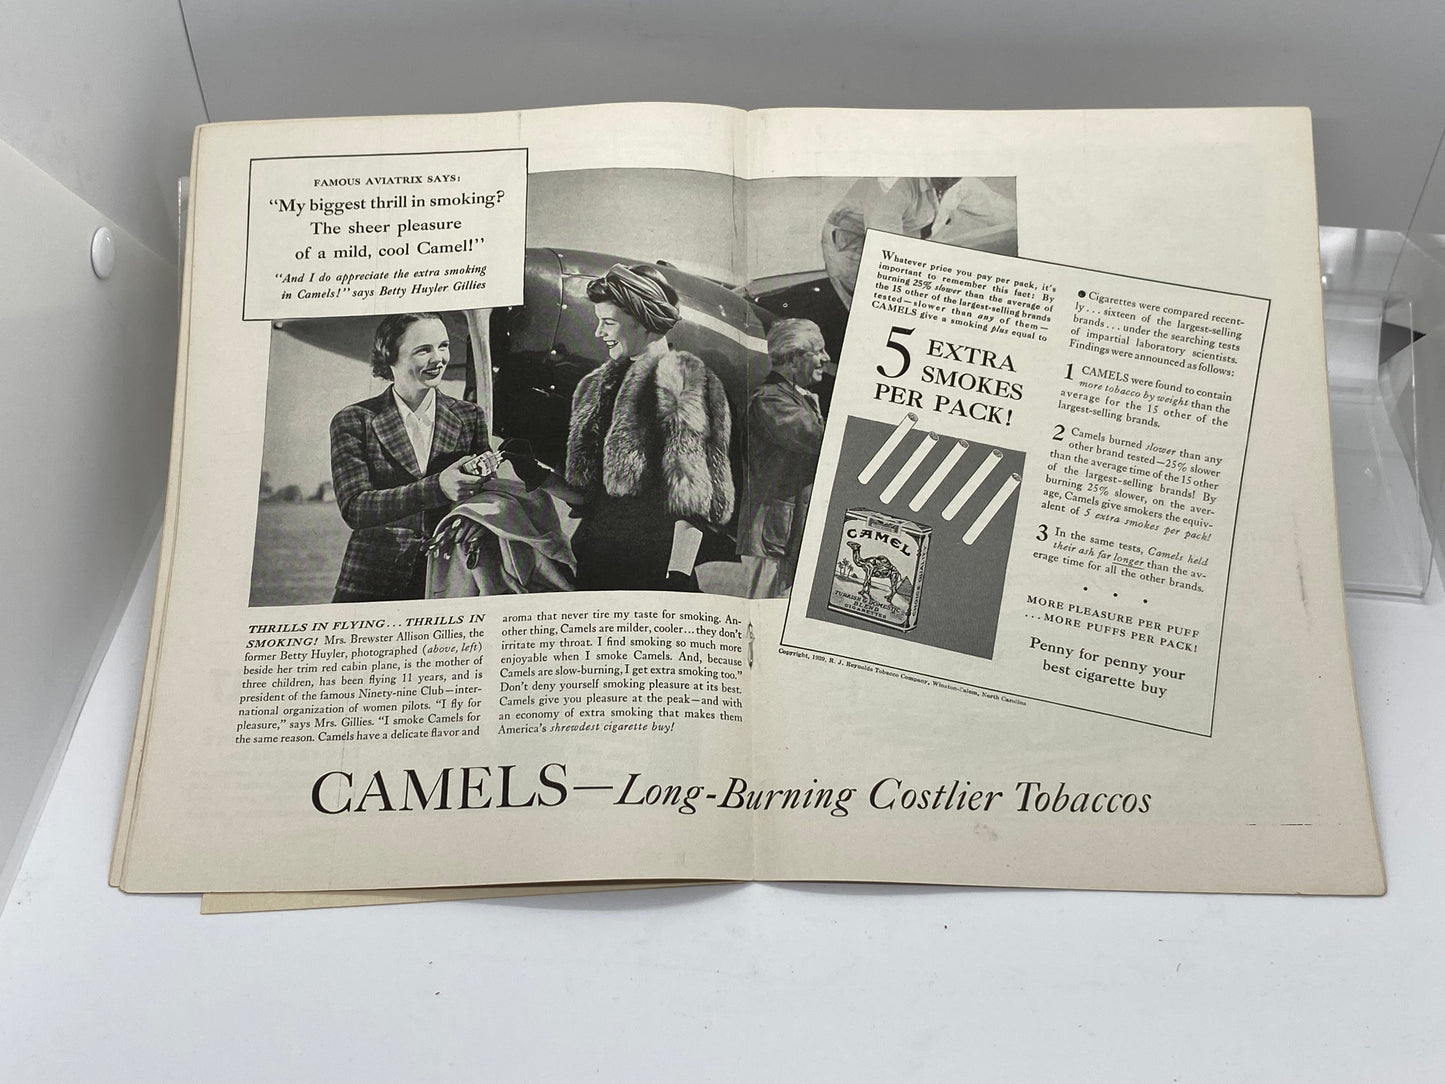 FAMOUS AVIATRIX SAYS:
“My biggest thrill in smoking?
The sheer pleasure
of a mild, cool Camel!”
“And I do appreciate the extra smoking
in Camels!” says Betty Huyler Gillies
THRILLS IN FLYING... THRILLS IN
SMOKING! Mrs. Brewster Allison Gillies, the
former Betty Huyler, photographed (above, left)
beside her trim red cabin plane, is the mother of
three children, has been flying 11 years, and is
president of the famous Ninety-nine Club—inter-
national organization of women pilots. “I fly for
pleasure,” says Mrs. Gillies. “I smoke Camels for
the same reason. Camels have a delicate flavor and
aroma that never tire my taste for smoking. An-
other thing, Camels are milder, cooler...they don't
irritate my throat. I find smoking so much more
enjoyable when I smoke Camels. And, because
Camels are slow-burning, I get extra smoking too.”
Don't deny yourself smoking pleasure at its best.
Camels give you pleasure at the peak—and with
an economy of extra smoking that makes them
America's shrewdest cigarette buy!
Whatever price you pay per pack, it's
important to remember this fact: By
burning 25% slower than the average of
the 15 other of the largest-selling brands
tested—slower than any of them—
CAMELS give a smoking plus equal to
5 EXTRA
SMOKES
PER PACK!
CAMEL
TURKISH & DOMESTIC
BLEND
CIGARETTES
● Cigarettes were compared recent-
ly...sixteen of the largest-selling
brands...under the searching tests
of impartial laboratory scientists.
Findings were announced as follows:
1 CAMELS were found to contain
more tobacco by weight than the
average for the 15 other of the
largest-selling brands.
2 Camels burned slower than any
other brand tested—25% slower
than the average time of the 15 other
of the largest-selling brands! By
burning 25% slower, on the aver-
age, Camels give smokers the equiv-
alent of 5 extra smokes per pack!
3 In the same tests, Camels held
their ash far longer than the av-
erage time for all the other brands.
MORE PLEASURE PER PUFF
...MORE PUFFS PER PACK!
Penny for penny your
best cigarette buy
Copyright, 1939, R. J. Reynolds Tobacco Company, Winston-Salem, North Carolina
CAMELS—Long-Burning Costlier Tobaccos